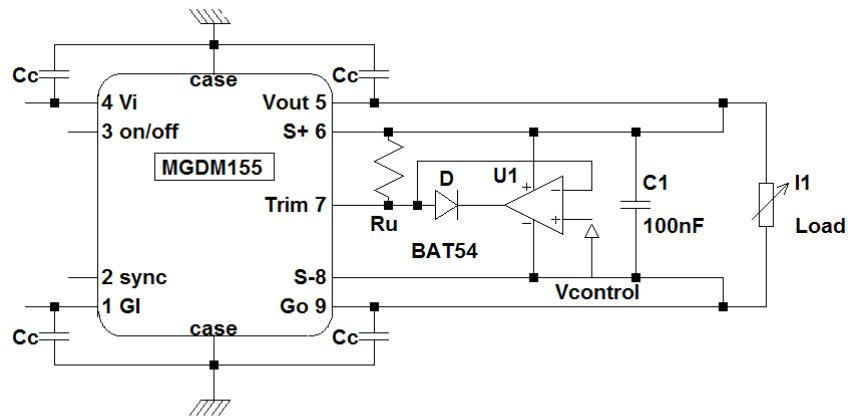 case
Cc
Cc
4 Vi
Vout 5
3 on/off
S+ 6
MGDM155
D
U1
+
−
C1
I1
Trim 7
+
Ru
100nF
Load
−
BAT54
2 sync
S-8
Vcontrol
1 GI
Go 9
case
Cc
Cc